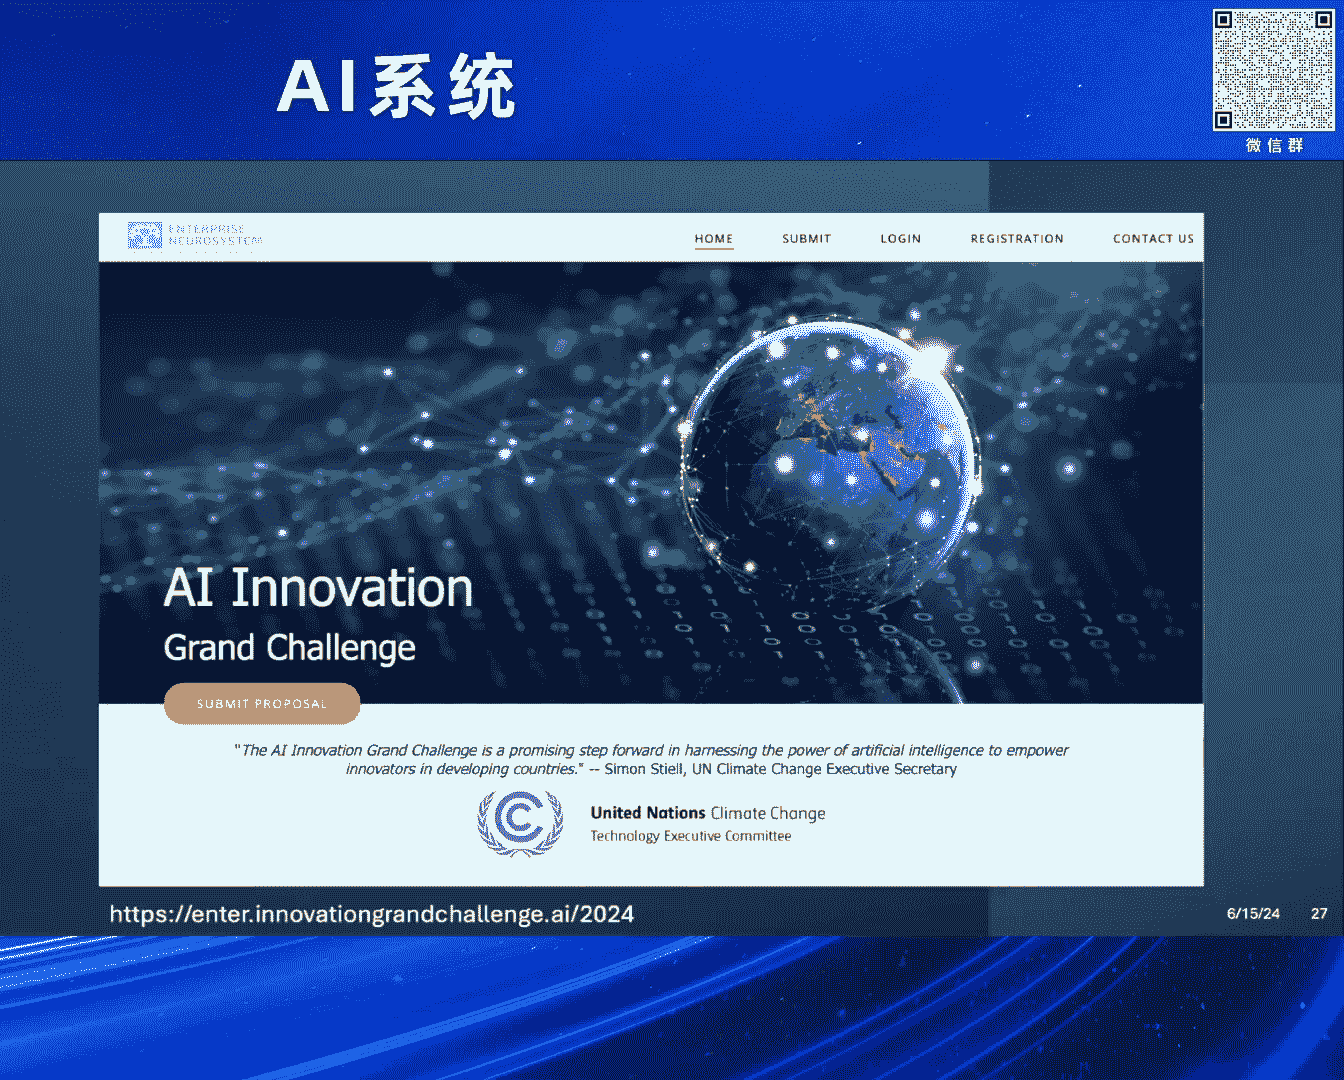 AI系统
微信群
ENTERPRISE
NEUROSYSTEM
HOME SUBMIT LOGIN REGISTRATION CONTACT US
AI Innovation
Grand Challenge
SUBMIT PROPOSAL
"The AI Innovation Grand Challenge is a promising step forward in harnessing the power of artificial intelligence to empower
innovators in developing countries." -- Simon Stiell, UN Climate Change Executive Secretary
United Nations Climate Change
Technology Executive Committee
https://enter.innovationgrandchallenge.ai/2024
6/15/24 27